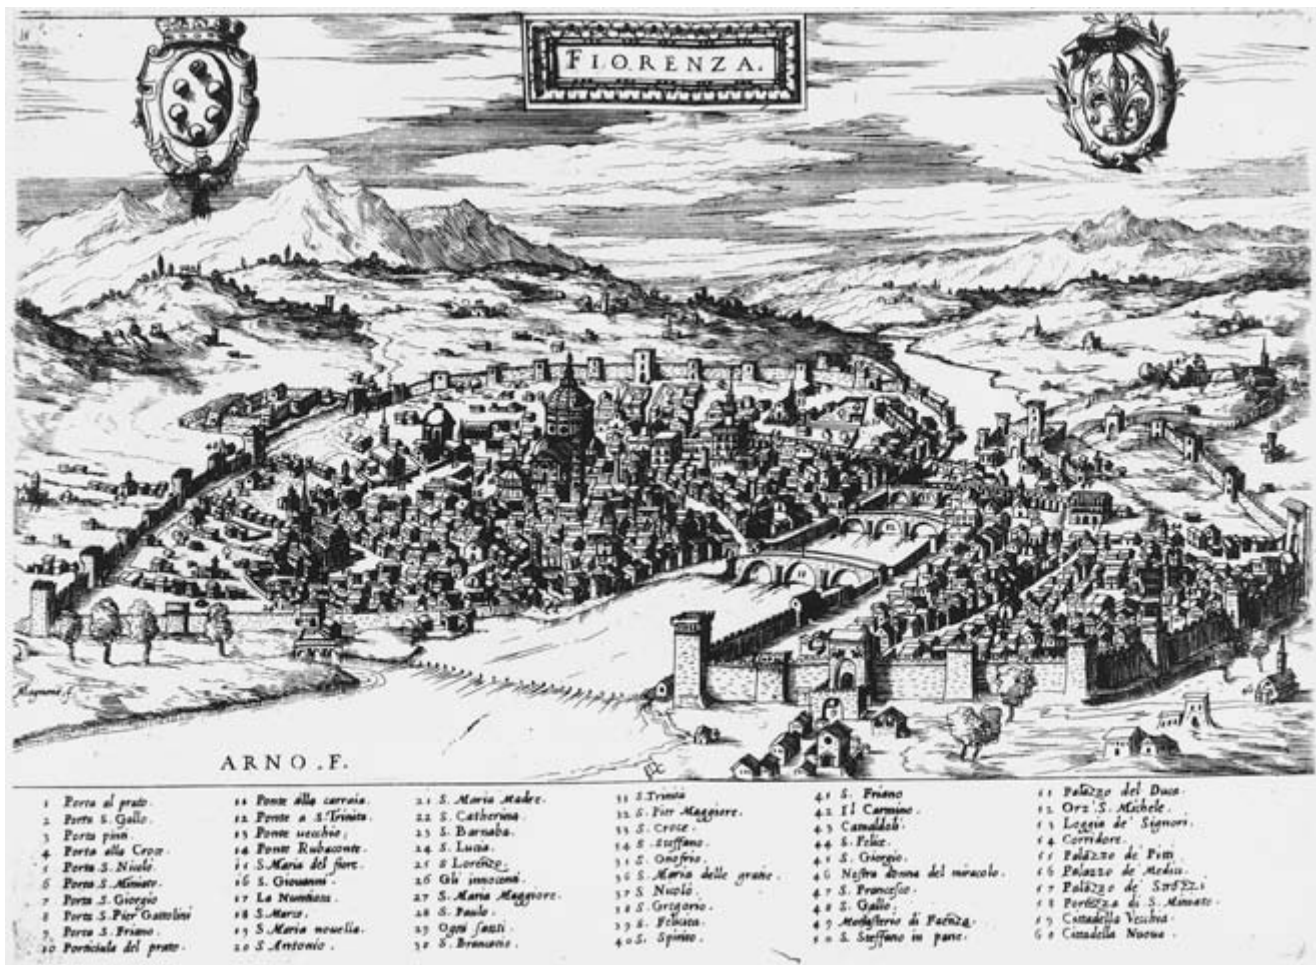 FIORENZA.
ARNO. F.
1 Porta al prato.
2 Porta S. Gallo.
3 Porta pinti
4 Porta alla Croce.
5 Porta S. Nicolò
6 Porta S. Miniato.
7 Porta S. Giorgio
8 Porta S. Pier Gattolini
9 Porta S. Friano.
10 Porticiula del prato.
11 Ponte alla carraia.
12 Ponte a S. Trinita
13 Ponte vecchio;
14 Ponte Rubaconte.
15 S. Maria del fiore.
16 S. Giovanni.
17 La Nuntiata
18 S. Marco.
19 S. Maria nouella.
20 S. Antonio.
21 S. Maria Madre.
22 S. Catherina.
23 S. Barnaba.
24 S. Lucia.
25 S Lorenzo.
26 Gli innocenti
27 S. Maria Maggiore.
28 S. Paulo.
29 Ogni santi
30 S. Brancatio.
31 S. Trinita
32 S. Pier Maggiore.
33 S. Croce.
34 S. Steffano.
35 S. Onofrio.
36 S. Maria delle gratie.
37 S. Nicolò
38 S. Gregorio.
39 S. Felicita.
40 S. Spirito.
41 S. Friano
42 Il Carmino.
43 Camaldoli.
44 S. Felice.
45 S. Giorgio.
46 Nostra donna del miracolo.
47 S. Francesco.
48 S. Gallo.
49 Monasterio di Faenza.
50 S. Steffano in pane.
51 Palazzo del Duca
52 Orz' S. Michele.
53 Loggia de' Signori.
54 Corridore.
55 Palazzo de Pitti
56 Palazzo de Medici.
57 Palazzo de Strozzi
58 Fortezza di S. Miniato.
59 Cittadella Vecchia
60 Cittadella Nuova.